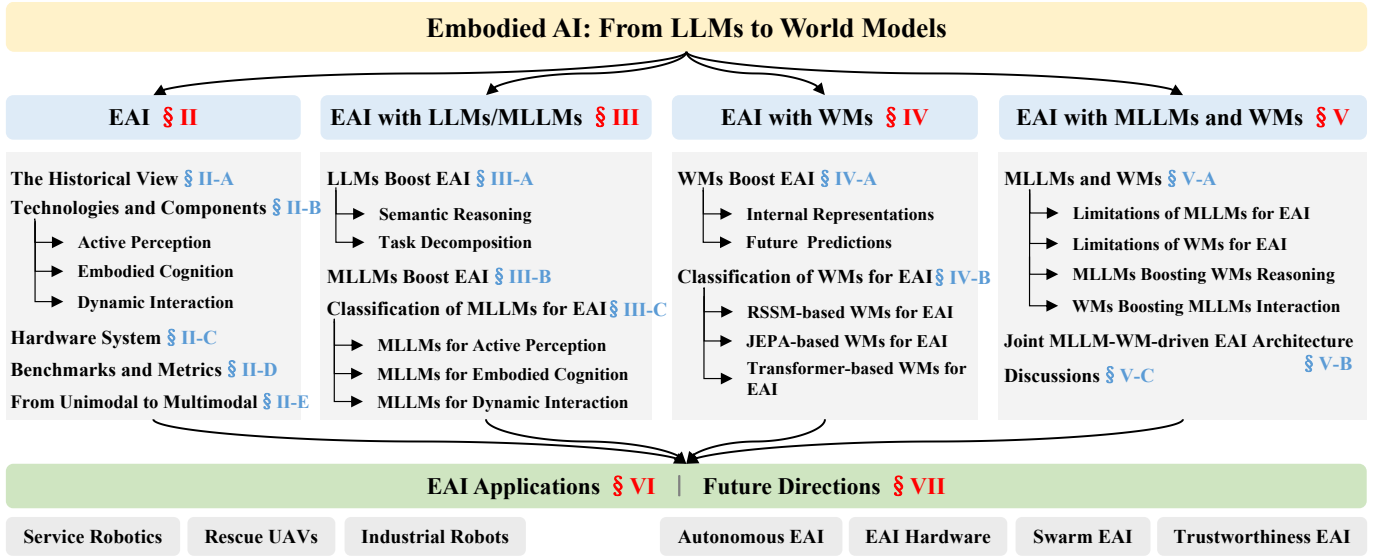 Embodied AI: From LLMs to World Models
EAI § II
The Historical View § II-A
Technologies and Components § II-B
Active Perception
Embodied Cognition
Dynamic Interaction
Hardware System § II-C
Benchmarks and Metrics § II-D
From Unimodal to Multimodal § II-E
EAI with LLMs/MLLMs § III
LLMs Boost EAI § III-A
Semantic Reasoning
Task Decomposition
MLLMs Boost EAI § III-B
Classification of MLLMs for EAI § III-C
MLLMs for Active Perception
MLLMs for Embodied Cognition
MLLMs for Dynamic Interaction
EAI with WMs § IV
WMs Boost EAI § IV-A
Internal Representations
Future Predictions
Classification of WMs for EAI § IV-B
RSSM-based WMs for EAI
JEPA-based WMs for EAI
Transformer-based WMs for
EAI
EAI with MLLMs and WMs § V
MLLMs and WMs § V-A
Limitations of MLLMs for EAI
Limitations of WMs for EAI
MLLMs Boosting WMs Reasoning
WMs Boosting MLLMs Interaction
Joint MLLM-WM-driven EAI Architecture
§ V-B
Discussions § V-C
EAI Applications § VI | Future Directions § VII
Service Robotics
Rescue UAVs
Industrial Robots
Autonomous EAI
EAI Hardware
Swarm EAI
Trustworthiness EAI